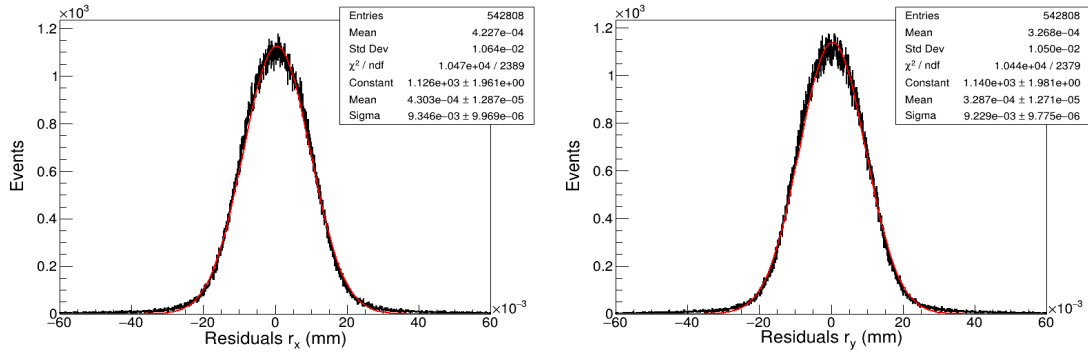 ×10³
Entries 542808
Mean 4.227e−04
Std Dev 1.064e−02
χ² / ndf 1.047e+04 / 2389
Constant 1.126e+03 ± 1.961e+00
Mean 4.303e−04 ± 1.287e−05
Sigma 9.346e−03 ± 9.969e−06
1.2
1
0.8
0.6
0.4
0.2
0
Events
−60 −40 −20 0 20 40 60
×10⁻³
Residuals rₓ (mm)
×10³
Entries 542808
Mean 3.268e−04
Std Dev 1.050e−02
χ² / ndf 1.044e+04 / 2379
Constant 1.140e+03 ± 1.981e+00
Mean 3.287e−04 ± 1.271e−05
Sigma 9.229e−03 ± 9.775e−06
1.2
1
0.8
0.6
0.4
0.2
0
Events
−60 −40 −20 0 20 40 60
×10⁻³
Residuals r_y (mm)